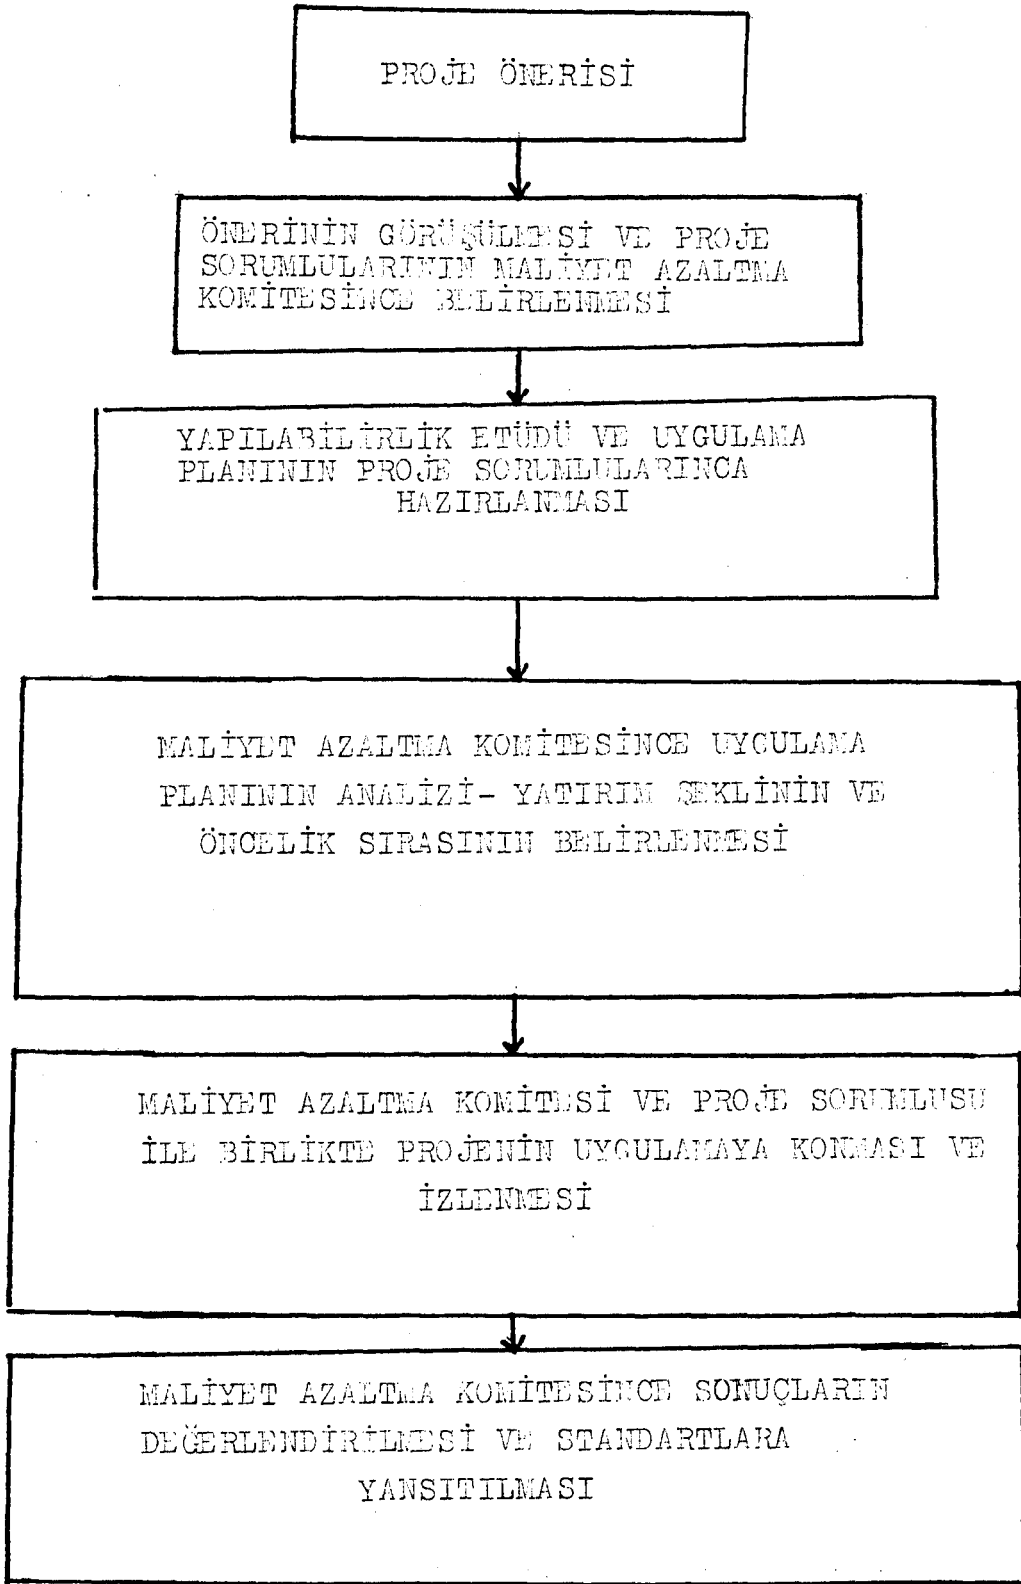 PROJE ÖNERİSİ
ÖNERİNİN GÖRÜŞÜLMESİ VE PROJE
SORUMLULARININ MALİYET AZALTMA
KOMİTESİNCE BELİRLENMESİ
YAPILABİLİRLİK ETÜDÜ VE UYGULAMA
PLANININ PROJE SORUMLULARINCA
HAZIRLANMASI
MALİYET AZALTMA KOMİTESİNCE UYGULAMA
PLANININ ANALİZİ- YATIRIM ŞEKLİNİN VE
ÖNCELİK SIRASININ BELİRLENMESİ
MALİYET AZALTMA KOMİTESİ VE PROJE SORUMLUSU
İLE BİRLİKTE PROJENİN UYGULAMAYA KONMASI VE
İZLENMESİ
MALİYET AZALTMA KOMİTESİNCE SONUÇLARIN
DEĞERLENDİRİLMESİ VE STANDARTLARA
YANSITILMASI